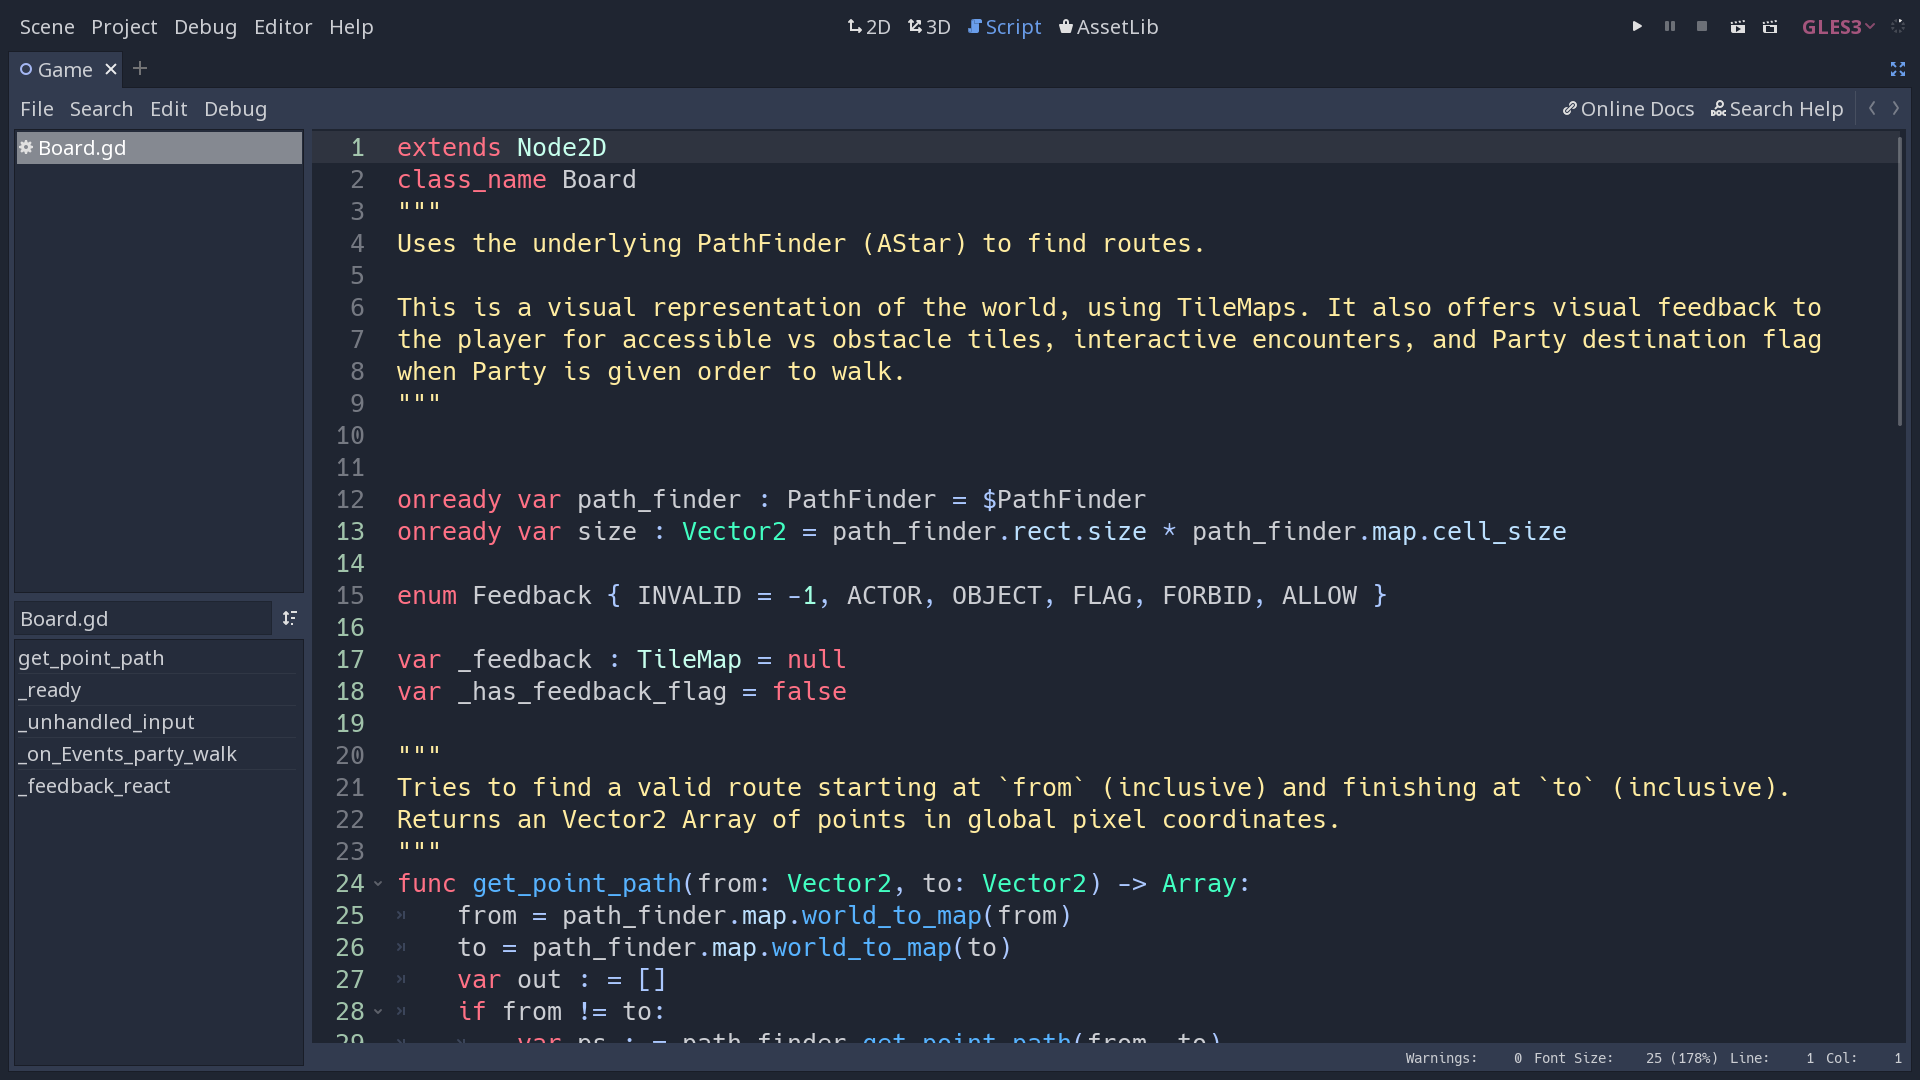 Scene Project Debug Editor Help
2D 3D Script AssetLib
GLES3
Game
File Search Edit Debug
Online Docs Search Help
Board.gd
Board.gd
get_point_path
_ready
_unhandled_input
_on_Events_party_walk
_feedback_react
1 extends Node2D
2 class_name Board
3 """
4 Uses the underlying PathFinder (AStar) to find routes.
5
6 This is a visual representation of the world, using TileMaps. It also offers visual feedback to
7 the player for accessible vs obstacle tiles, interactive encounters, and Party destination flag
8 when Party is given order to walk.
9 """
10
11
12 onready var path_finder : PathFinder = $PathFinder
13 onready var size : Vector2 = path_finder.rect.size * path_finder.map.cell_size
14
15 enum Feedback { INVALID = -1, ACTOR, OBJECT, FLAG, FORBID, ALLOW }
16
17 var _feedback : TileMap = null
18 var _has_feedback_flag = false
19
20 """
21 Tries to find a valid route starting at `from` (inclusive) and finishing at `to` (inclusive).
22 Returns an Vector2 Array of points in global pixel coordinates.
23 """
24 func get_point_path(from: Vector2, to: Vector2) -> Array:
25 from = path_finder.map.world_to_map(from)
26 to = path_finder.map.world_to_map(to)
27 var out : = []
28 if from != to:
29 var ps : = path_finder.get_point_path(from, to)
Warnings: 0 Font Size: 25 (178%) Line: 1 Col: 1